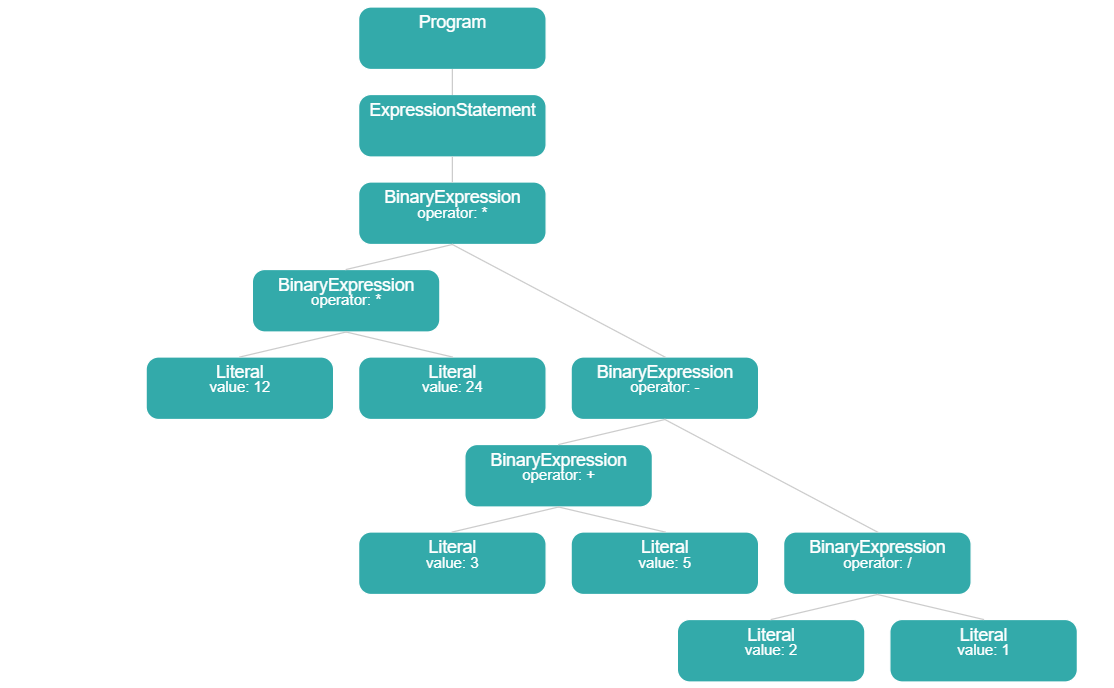 Program
ExpressionStatement
BinaryExpression
operator: *
BinaryExpression
operator: *
Literal
value: 12
Literal
value: 24
BinaryExpression
operator: -
BinaryExpression
operator: +
Literal
value: 3
Literal
value: 5
BinaryExpression
operator: /
Literal
value: 2
Literal
value: 1